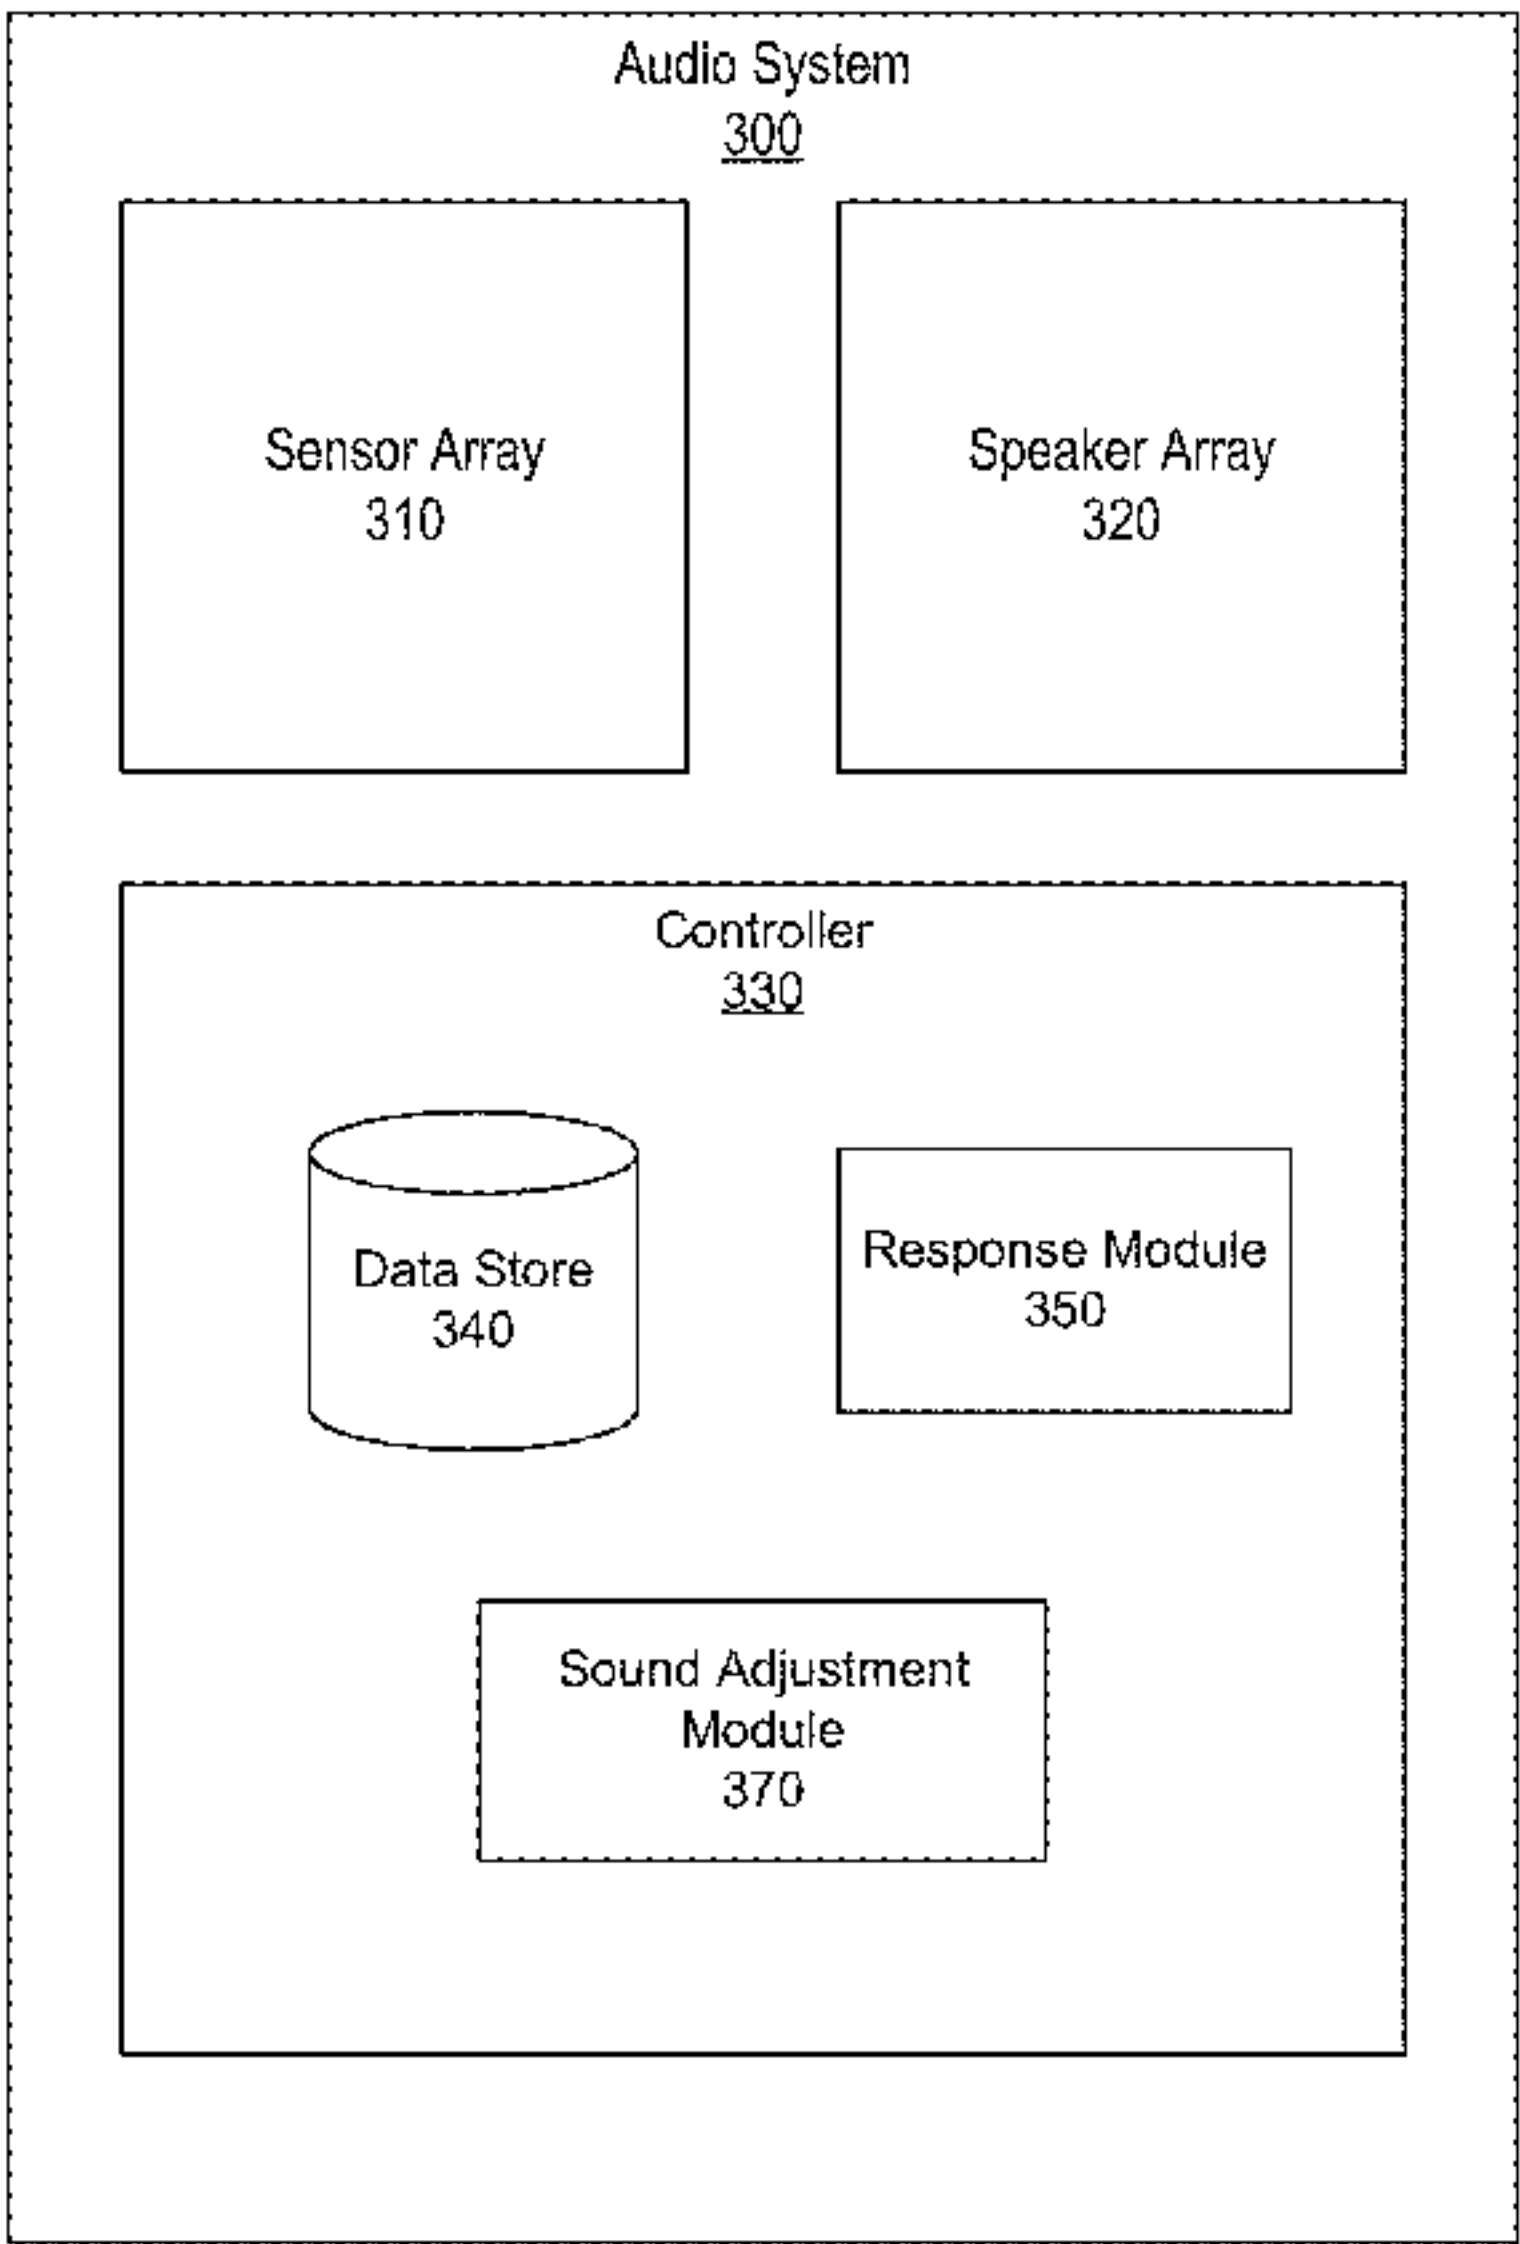 Audio System
300
Sensor Array
310
Speaker Array
320
Controller
330
Data Store
340
Response Module
350
Sound Adjustment
Module
370